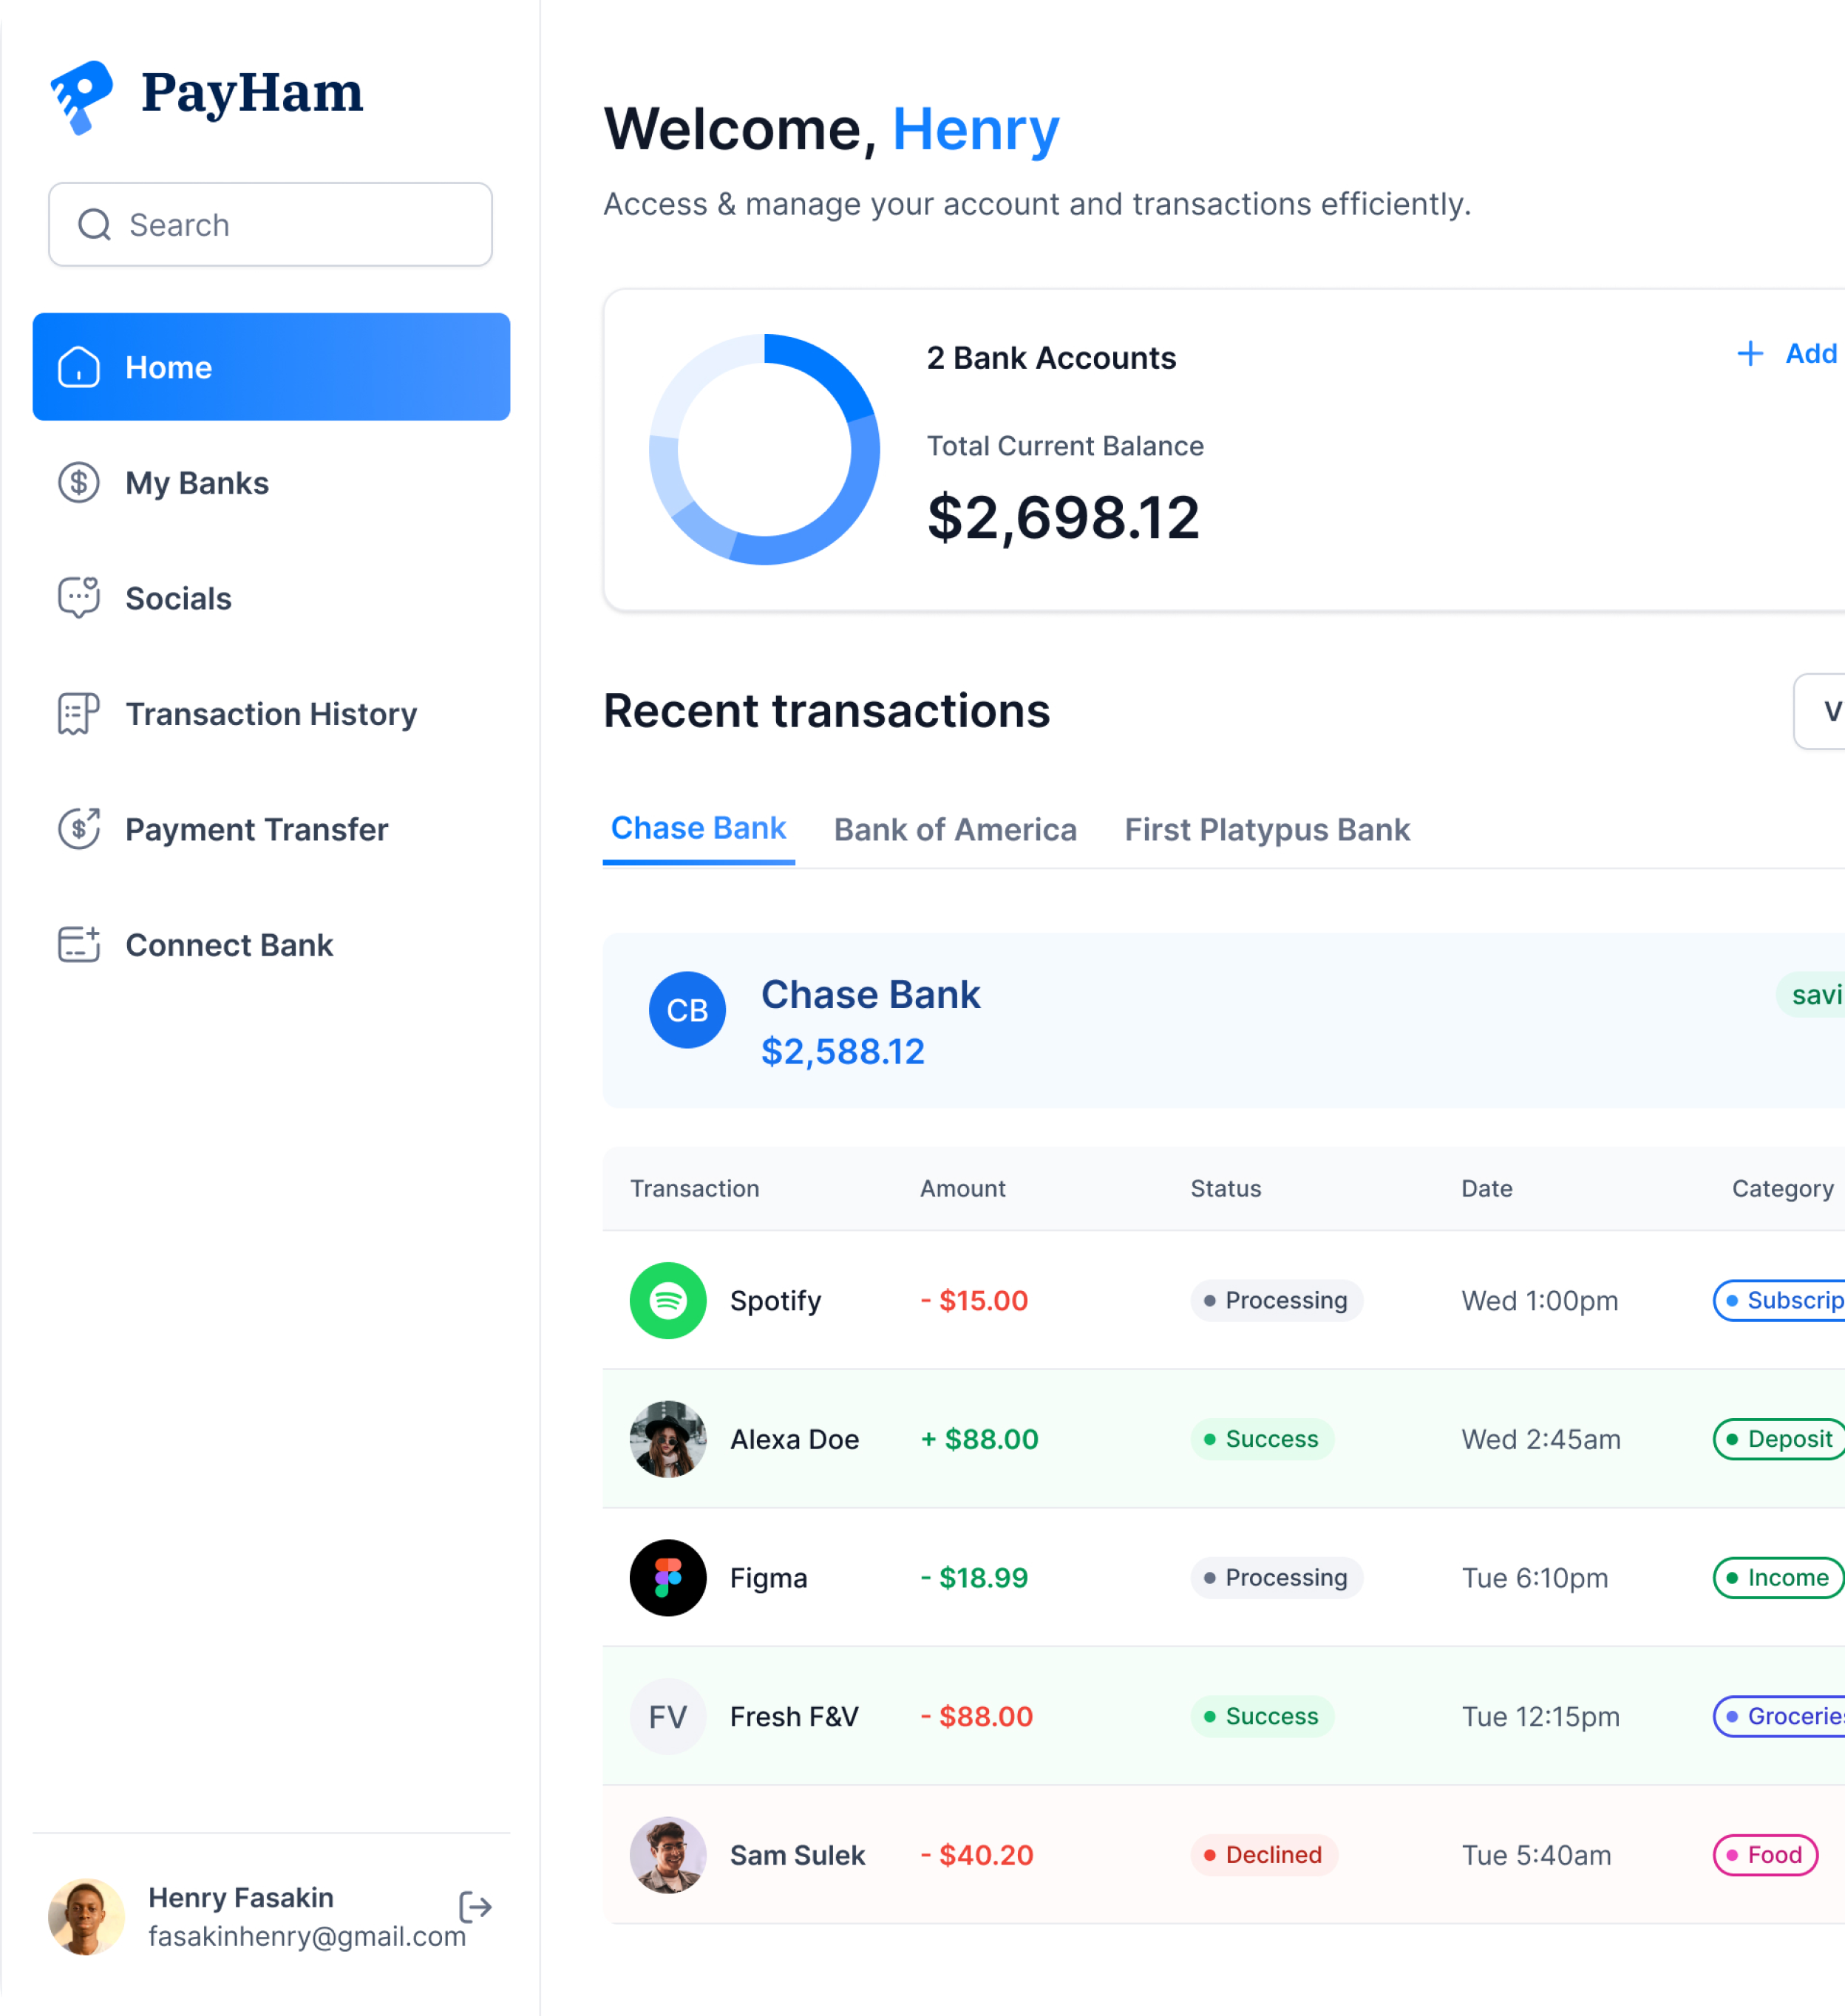 PayHam
Search
Home
My Banks
Socials
Transaction History
Payment Transfer
Connect Bank
Henry Fasakin
fasakinhenry@gmail.com
Welcome, Henry
Access & manage your account and transactions efficiently.
2 Bank Accounts
Add
Total Current Balance
$2,698.12
Recent transactions
V
Chase Bank Bank of America First Platypus Bank
CB
Chase Bank
savi
$2,588.12
Transaction Amount Status Date Category
Spotify - $15.00 Processing Wed 1:00pm Subscrip
Alexa Doe + $88.00 Success Wed 2:45am Deposit
Figma - $18.99 Processing Tue 6:10pm Income
FV Fresh F&V - $88.00 Success Tue 12:15pm Groceries
Sam Sulek - $40.20 Declined Tue 5:40am Food